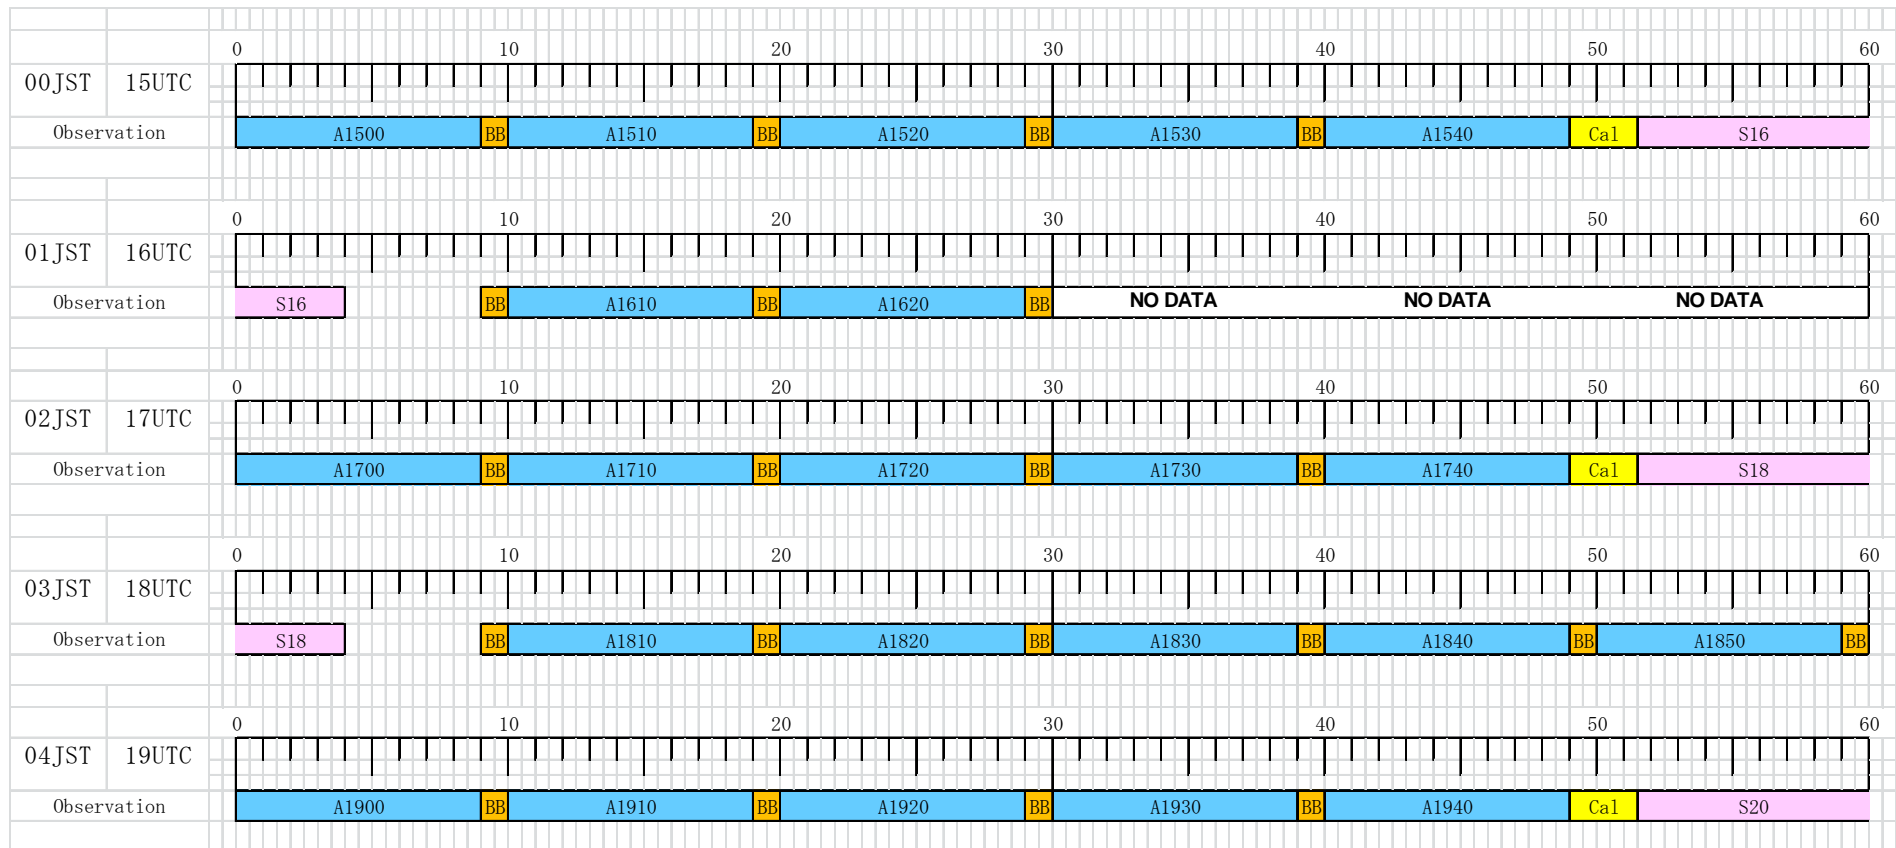 0 10 20 30 40 50 60
00JST 15UTC
Observation A1500 BB A1510 BB A1520 BB A1530 BB A1540 Cal S16
0 10 20 30 40 50 60
01JST 16UTC
Observation S16 BB A1610 BB A1620 BB NO DATA NO DATA NO DATA
0 10 20 30 40 50 60
02JST 17UTC
Observation A1700 BB A1710 BB A1720 BB A1730 BB A1740 Cal S18
0 10 20 30 40 50 60
03JST 18UTC
Observation S18 BB A1810 BB A1820 BB A1830 BB A1840 BB A1850 BB
0 10 20 30 40 50 60
04JST 19UTC
Observation A1900 BB A1910 BB A1920 BB A1930 BB A1940 Cal S20